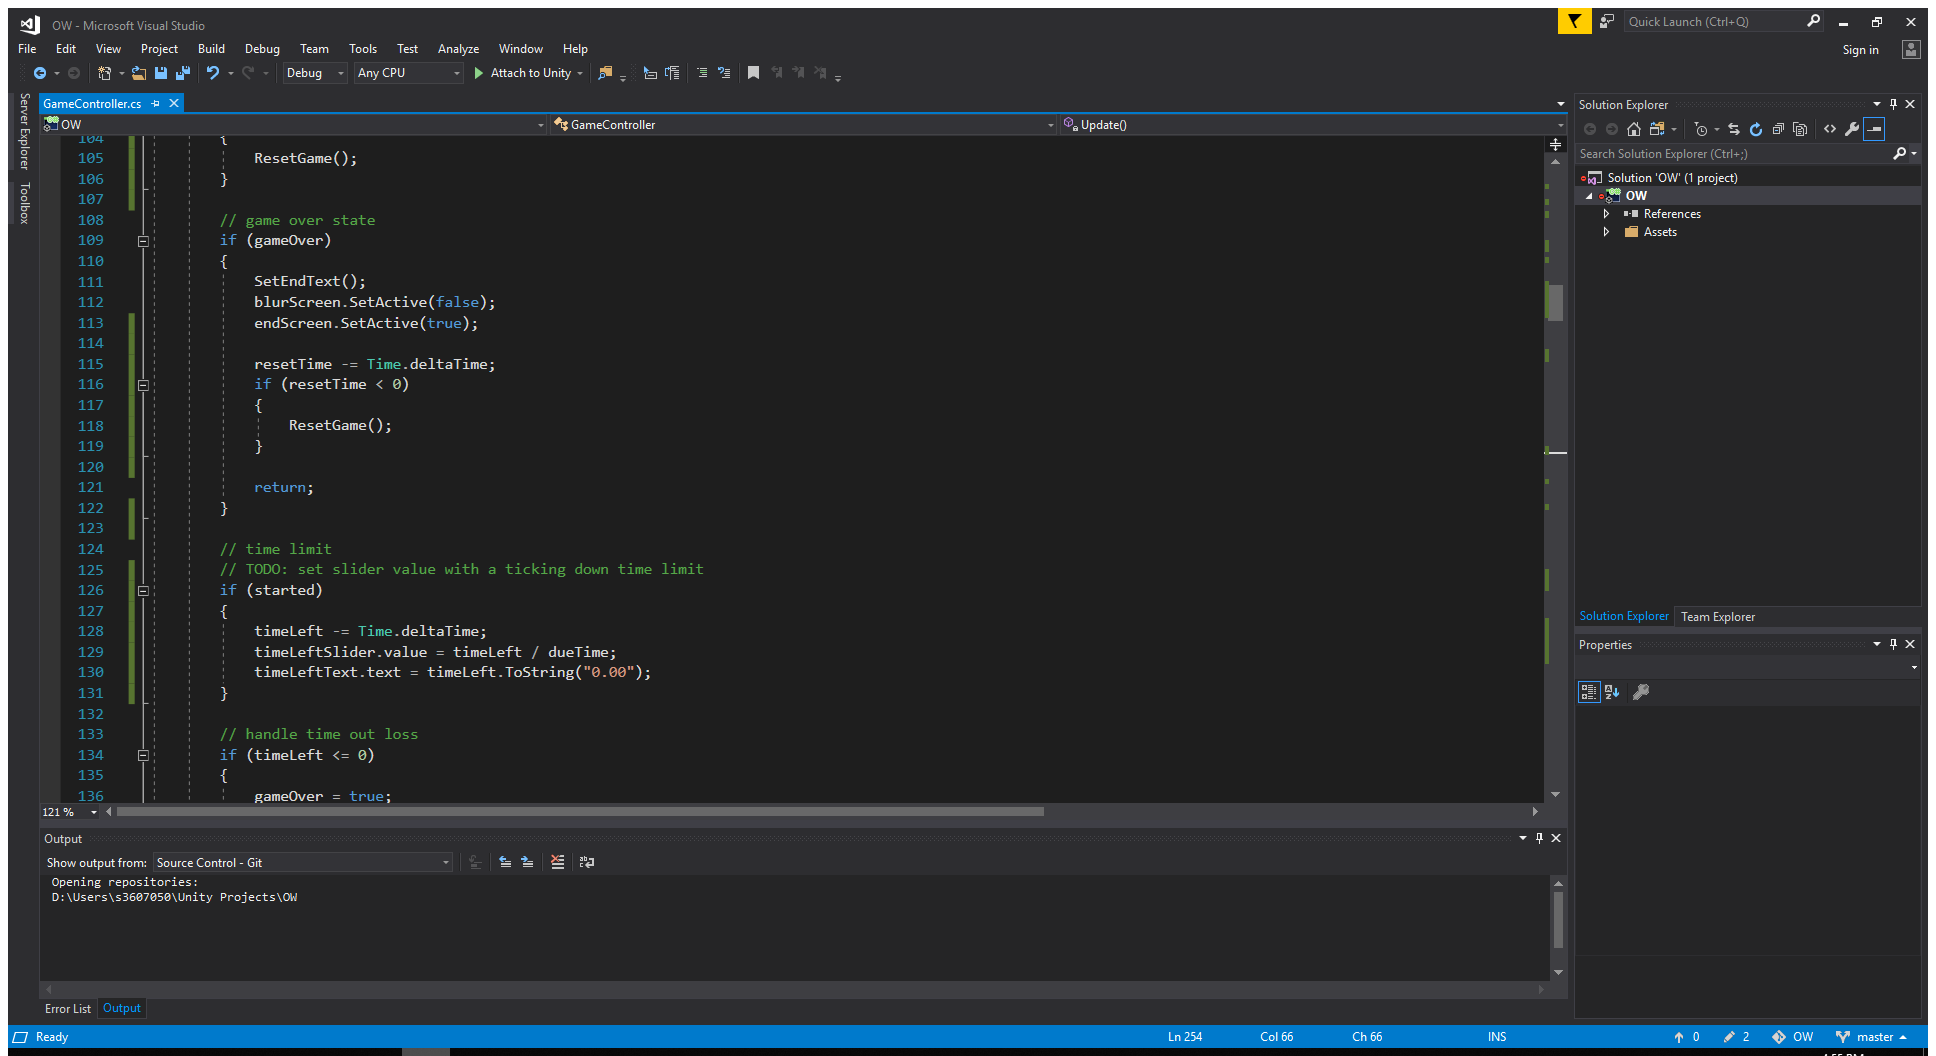 OW - Microsoft Visual Studio
Quick Launch (Ctrl+Q)
File Edit View Project Build Debug Team Tools Test Analyze Window Help
Sign in
Debug Any CPU Attach to Unity
Server Explorer
Toolbox
GameController.cs
OW GameController Update()
104 {
105 ResetGame();
106 }
107
108 // game over state
109 if (gameOver)
110 {
111 SetEndText();
112 blurScreen.SetActive(false);
113 endScreen.SetActive(true);
114
115 resetTime -= Time.deltaTime;
116 if (resetTime < 0)
117 {
118 ResetGame();
119 }
120
121 return;
122 }
123
124 // time limit
125 // TODO: set slider value with a ticking down time limit
126 if (started)
127 {
128 timeLeft -= Time.deltaTime;
129 timeLeftSlider.value = timeLeft / dueTime;
130 timeLeftText.text = timeLeft.ToString("0.00");
131 }
132
133 // handle time out loss
134 if (timeLeft <= 0)
135 {
136 gameOver = true;
121 %
Output
Show output from: Source Control - Git
Opening repositories:
D:\Users\s3607050\Unity Projects\OW
Error List Output
Solution Explorer
Search Solution Explorer (Ctrl+;)
Solution 'OW' (1 project)
OW
References
Assets
Solution Explorer Team Explorer
Properties
Ready Ln 254 Col 66 Ch 66 INS 0 2 OW master